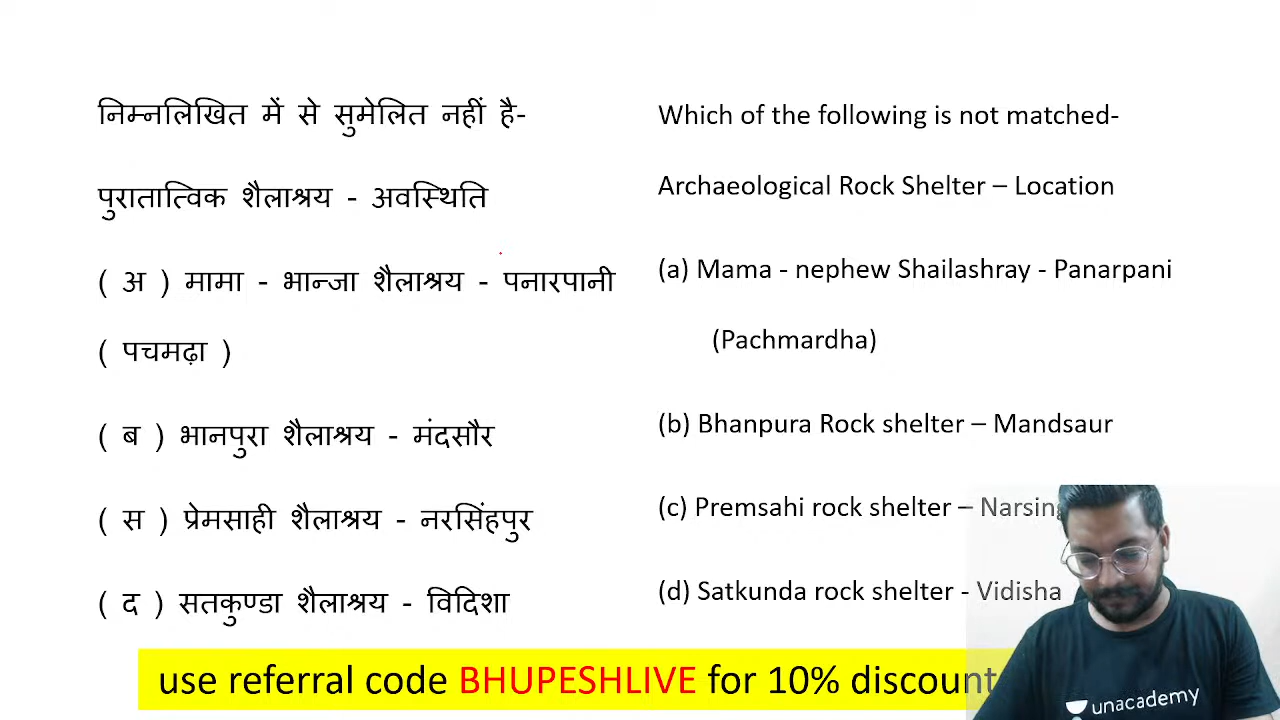 निम्नलिखित में से सुमेलित नहीं है-
पुरातात्विक शैलाश्रय - अवस्थिति
( अ ) मामा - भान्जा शैलाश्रय - पनारपानी
( पचमढ़ा )
( ब ) भानपुरा शैलाश्रय - मंदसौर
( स ) प्रेमसाही शैलाश्रय - नरसिंहपुर
( द ) सतकुण्डा शैलाश्रय - विदिशा
Which of the following is not matched-
Archaeological Rock Shelter – Location
(a) Mama - nephew Shailashray - Panarpani
(Pachmardha)
(b) Bhanpura Rock shelter – Mandsaur
(c) Premsahi rock shelter –
(d) Satkunda rock shelter - Vidisha
use referral code BHUPESHLIVE for 10% discount
unacademy